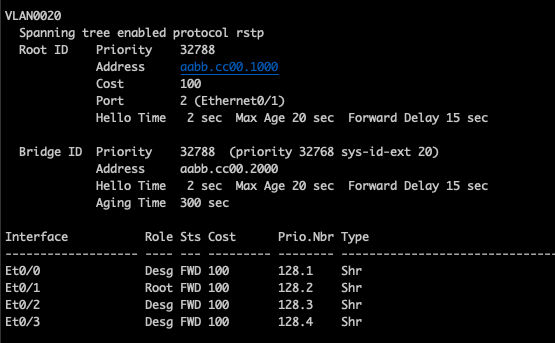 VLAN0020
Spanning tree enabled protocol rstp
Root ID Priority 32788
Address aabb.cc00.1000
Cost 100
Port 2 (Ethernet0/1)
Hello Time 2 sec Max Age 20 sec Forward Delay 15 sec
Bridge ID Priority 32788 (priority 32768 sys-id-ext 20)
Address aabb.cc00.2000
Hello Time 2 sec Max Age 20 sec Forward Delay 15 sec
Aging Time 300 sec
Interface Role Sts Cost Prio.Nbr Type
------------------- ---- --- --------- -------- --------------------------------
Et0/0 Desg FWD 100 128.1 Shr
Et0/1 Root FWD 100 128.2 Shr
Et0/2 Desg FWD 100 128.3 Shr
Et0/3 Desg FWD 100 128.4 Shr